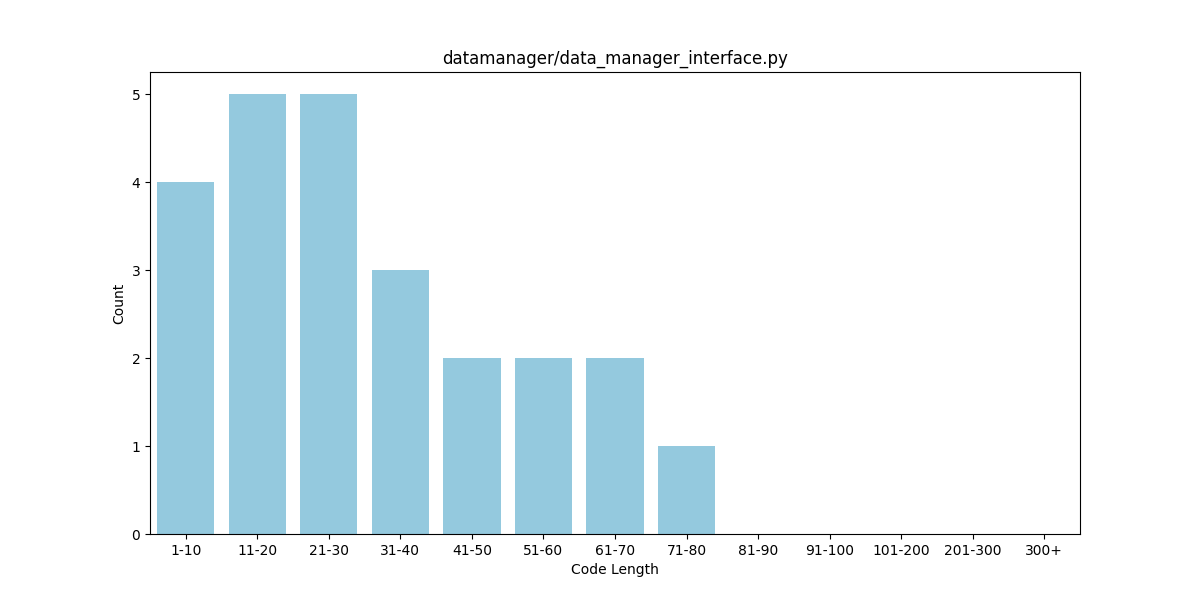 datamanager/data_manager_interface.py
Count
5
4
3
2
1
0
1-10 11-20 21-30 31-40 41-50 51-60 61-70 71-80 81-90 91-100 101-200 201-300 300+
Code Length